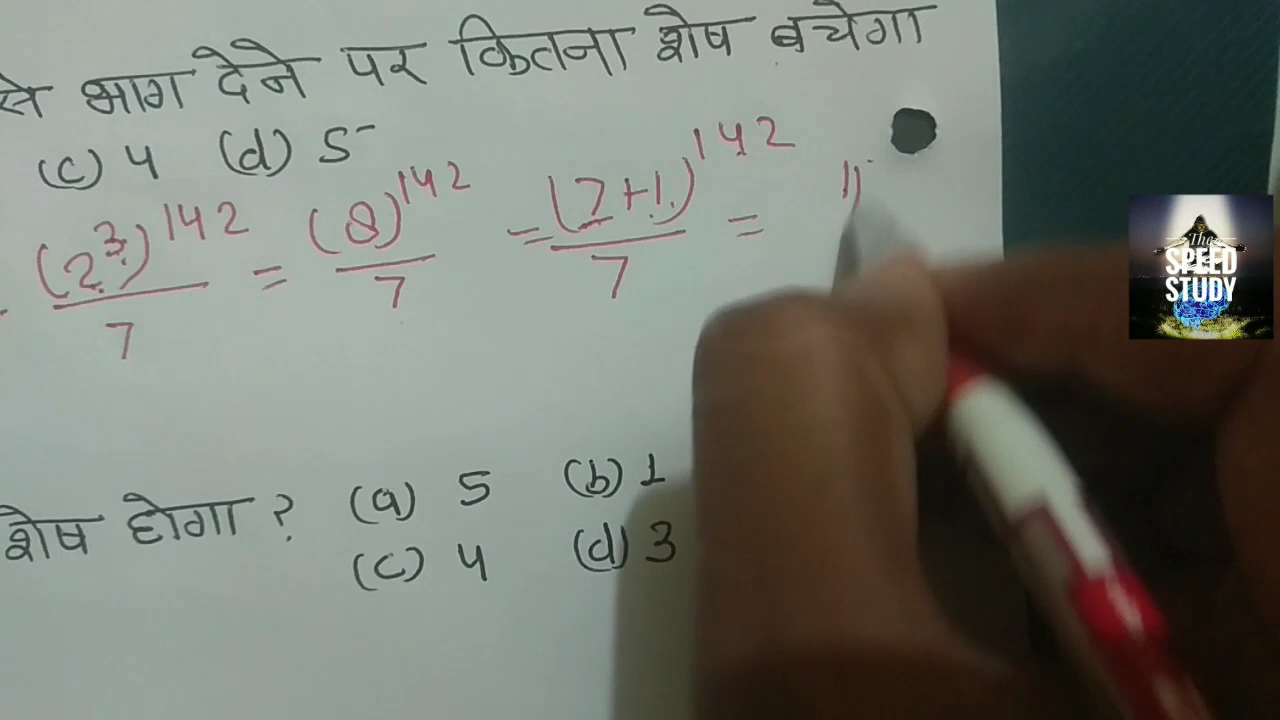 से भाग देने पर कितना शेष बचेगा
(c) 4 (d) 5
(2³)¹⁴² / 7 = (8)¹⁴² / 7 = (7+1)¹⁴² / 7 =
शेष होगा ? (a) 5 (b) 1
(c) 4 (d) 3
The
SPEED
STUDY